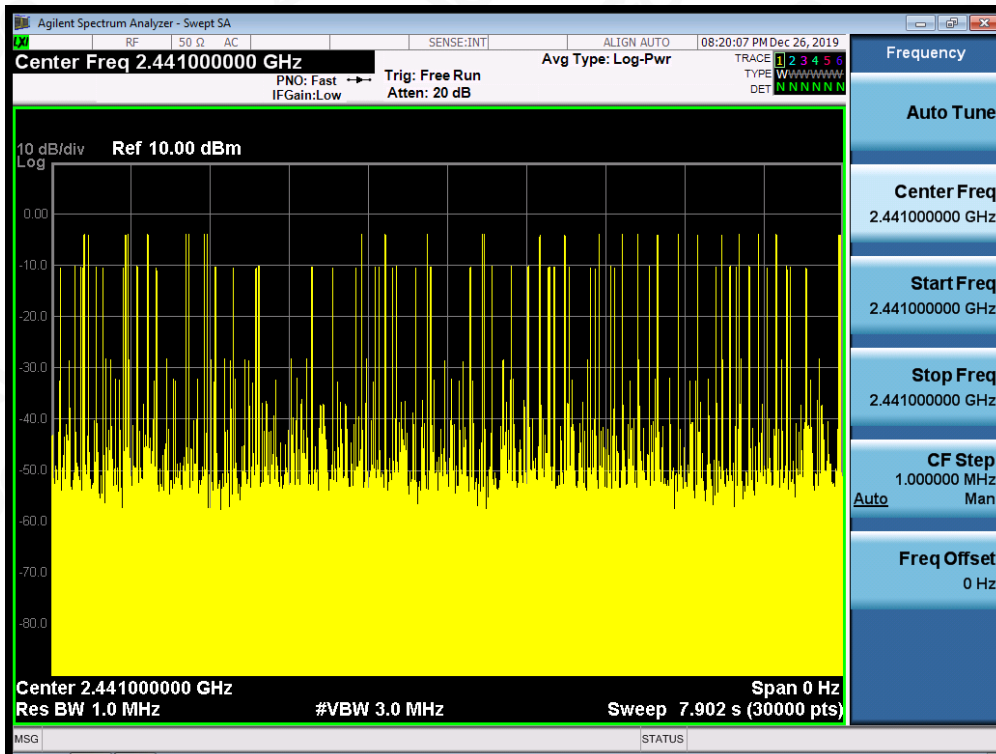 Agilent Spectrum Analyzer - Swept SA
LXI RF 50 Ω AC SENSE:INT ALIGN AUTO 08:20:07 PM Dec 26, 2019
Center Freq 2.441000000 GHz Avg Type: Log-Pwr TRACE 1 2 3 4 5 6
PNO: Fast Trig: Free Run TYPE WWWWWWW
IFGain:Low Atten: 20 dB DET N N N N N N
10 dB/div Ref 10.00 dBm
Log
0.00
-10.0
-20.0
-30.0
-40.0
-50.0
-60.0
-70.0
-80.0
Center 2.441000000 GHz Span 0 Hz
Res BW 1.0 MHz #VBW 3.0 MHz Sweep 7.902 s (30000 pts)
MSG STATUS
Frequency
Auto Tune
Center Freq
2.441000000 GHz
Start Freq
2.441000000 GHz
Stop Freq
2.441000000 GHz
CF Step
1.000000 MHz
Auto Man
Freq Offset
0 Hz